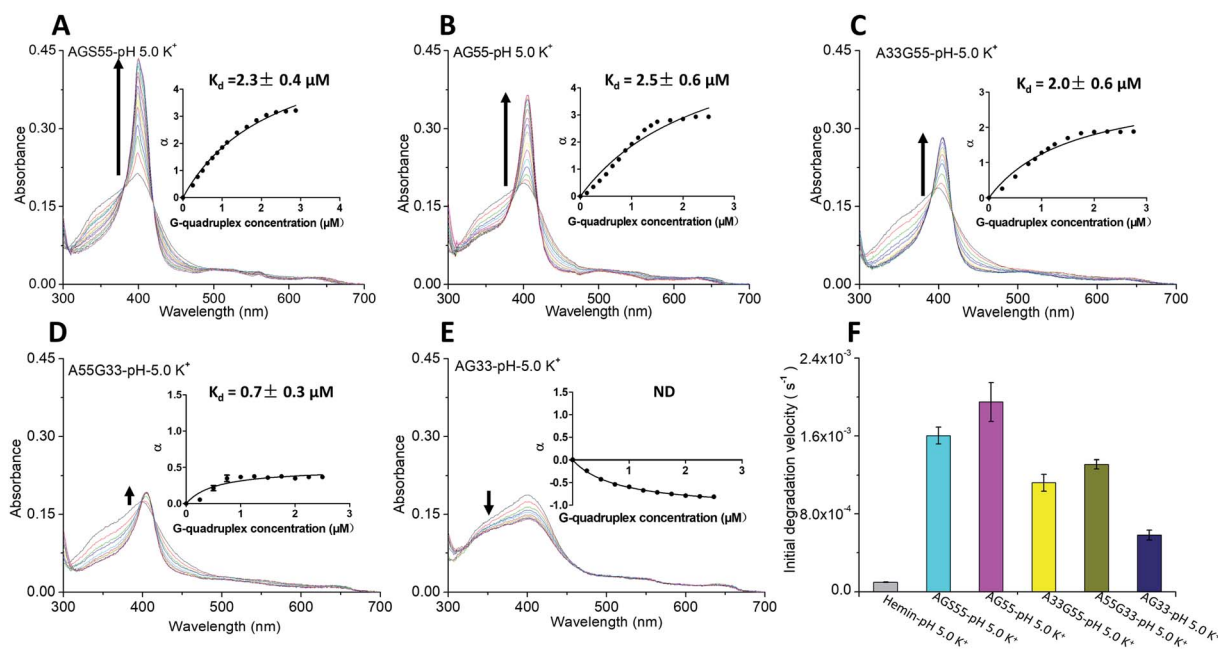 A
AGS55-pH 5.0 K⁺
0.45
0.30
0.15
0.00
Absorbance
300 400 500 600 700
Wavelength (nm)
K_d =2.3± 0.4 μM
4
3
2
1
0
α
0 1 2 3 4
G-quadruplex concentration (μM)
B
AG55-pH 5.0 K⁺
0.45
0.30
0.15
0.00
Absorbance
300 400 500 600 700
Wavelength (nm)
K_d = 2.5± 0.6 μM
4
3
2
1
0
α
0 1 2 3
G-quadruplex concentration (μM)
C
A33G55-pH-5.0 K⁺
0.45
0.30
0.15
0.00
Absorbance
300 400 500 600 700
Wavelength (nm)
K_d = 2.0± 0.6 μM
4
3
2
1
0
α
0 1 2 3
G-quadruplex concentration (μM)
D
A55G33-pH-5.0 K⁺
0.45
0.30
0.15
0.00
Absorbance
300 400 500 600 700
Wavelength (nm)
K_d = 0.7± 0.3 μM
1.5
1.0
0.5
0.0
α
0 1 2 3
G-quadruplex concentration (μM)
E
AG33-pH-5.0 K⁺
0.45
0.30
0.15
0.00
Absorbance
300 400 500 600 700
Wavelength (nm)
ND
1.5
1.0
0.5
0.0
-0.5
-1.0
α
1 2 3
G-quadruplex concentration (μM)
F
2.4x10⁻³
1.6x10⁻³
8.0x10⁻⁴
0.0
Initial degradation velocity ( s⁻¹)
Hemin-pH 5.0 K⁺
AGS55-pH 5.0 K⁺
AG55-pH 5.0 K⁺
A33G55-pH 5.0 K⁺
A55G33-pH 5.0 K⁺
AG33-pH 5.0 K⁺